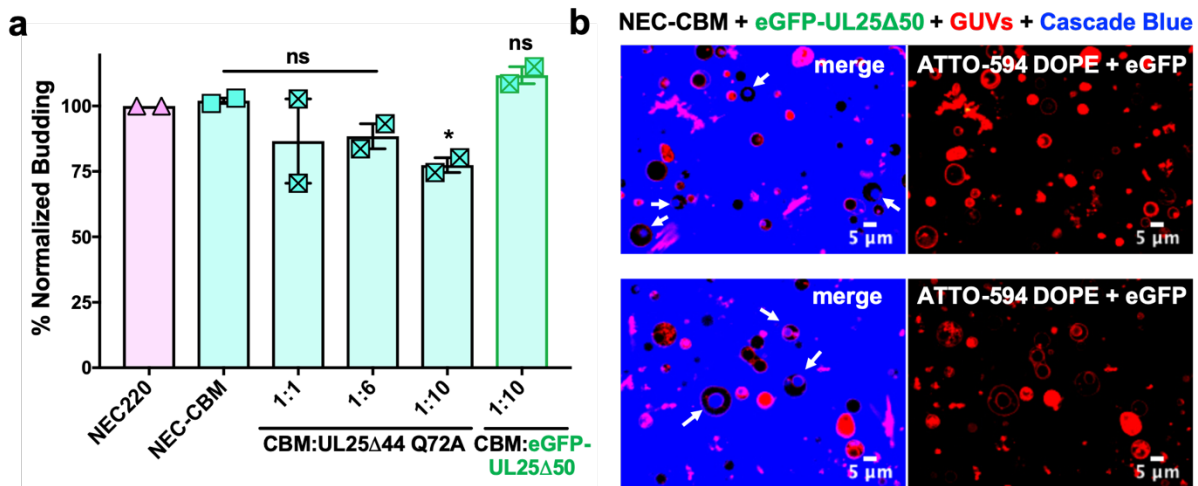 a
% Normalized Budding
100
75
50
25
0
ns
*
ns
NEC220
NEC-CBM
1:1
1:6
1:10
1:10
CBM:UL25Δ44 Q72A
CBM:eGFP-
UL25Δ50
b
NEC-CBM + eGFP-UL25Δ50 + GUVs + Cascade Blue
merge
5 μm
ATTO-594 DOPE + eGFP
5 μm
merge
5 μm
ATTO-594 DOPE + eGFP
5 μm